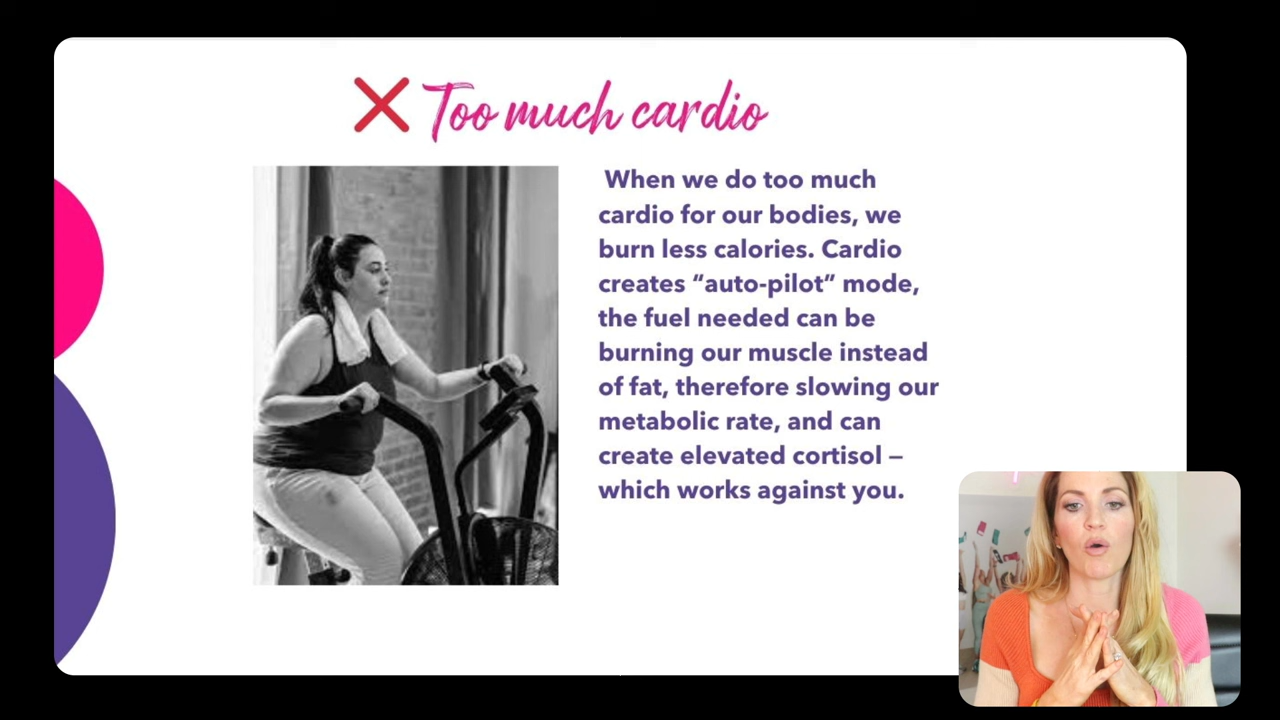 Too much cardio
When we do too much
cardio for our bodies, we
burn less calories. Cardio
creates “auto-pilot” mode,
the fuel needed can be
burning our muscle instead
of fat, therefore slowing our
metabolic rate, and can
create elevated cortisol –
which works against you.